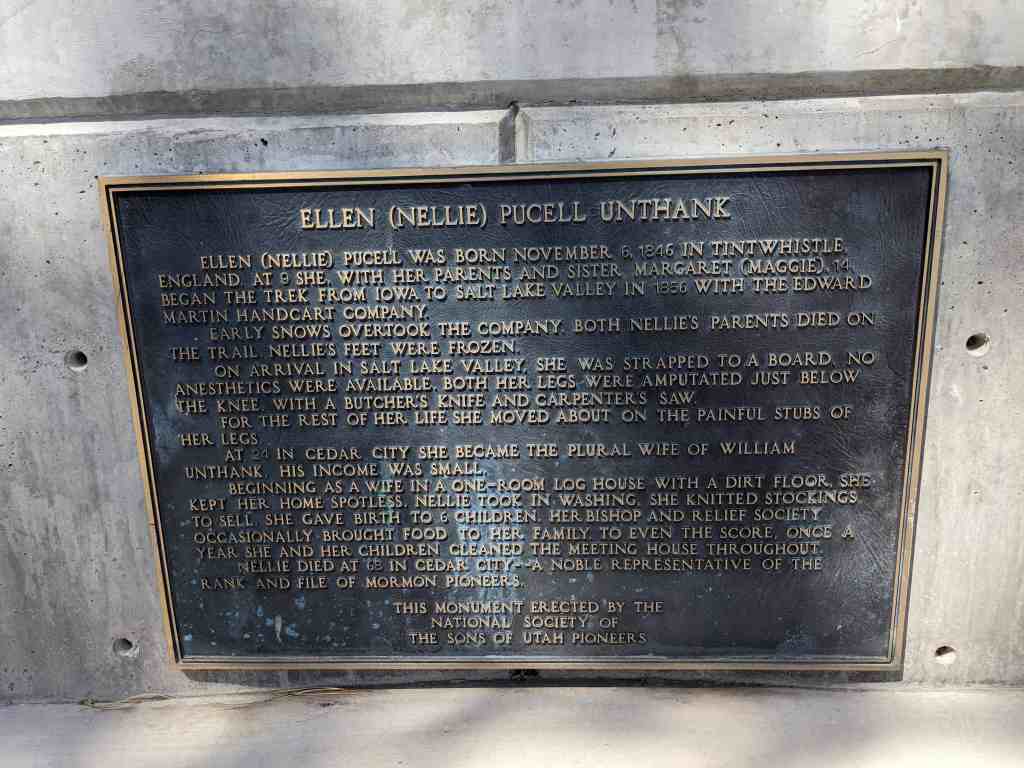 ELLEN (NELLIE) PUCELL UNTHANK
ELLEN (NELLIE) PUCELL WAS BORN NOVEMBER 6, 1846 IN TINTWHISTLE,
ENGLAND. AT 9 SHE, WITH HER PARENTS AND SISTER, MARGARET (MAGGIE), 14,
BEGAN THE TREK FROM IOWA TO SALT LAKE VALLEY IN 1856 WITH THE EDWARD
MARTIN HANDCART COMPANY.
EARLY SNOWS OVERTOOK THE COMPANY. BOTH NELLIE'S PARENTS DIED ON
THE TRAIL. NELLIE'S FEET WERE FROZEN.
ON ARRIVAL IN SALT LAKE VALLEY, SHE WAS STRAPPED TO A BOARD. NO
ANESTHETICS WERE AVAILABLE. BOTH HER LEGS WERE AMPUTATED JUST BELOW
THE KNEE, WITH A BUTCHER'S KNIFE AND CARPENTER'S SAW.
FOR THE REST OF HER LIFE SHE MOVED ABOUT ON THE PAINFUL STUBS OF
HER LEGS.
AT 24 IN CEDAR CITY SHE BECAME THE PLURAL WIFE OF WILLIAM
UNTHANK. HIS INCOME WAS SMALL.
BEGINNING AS A WIFE IN A ONE-ROOM LOG HOUSE WITH A DIRT FLOOR, SHE
KEPT HER HOME SPOTLESS. NELLIE TOOK IN WASHING. SHE KNITTED STOCKINGS
TO SELL. SHE GAVE BIRTH TO 6 CHILDREN. HER BISHOP AND RELIEF SOCIETY
OCCASIONALLY BROUGHT FOOD TO HER FAMILY. TO EVEN THE SCORE, ONCE A
YEAR SHE AND HER CHILDREN CLEANED THE MEETING HOUSE THROUGHOUT.
NELLIE DIED AT 68 IN CEDAR CITY--A NOBLE REPRESENTATIVE OF THE
RANK AND FILE OF MORMON PIONEERS.
THIS MONUMENT ERECTED BY THE
NATIONAL SOCIETY OF
THE SONS OF UTAH PIONEERS